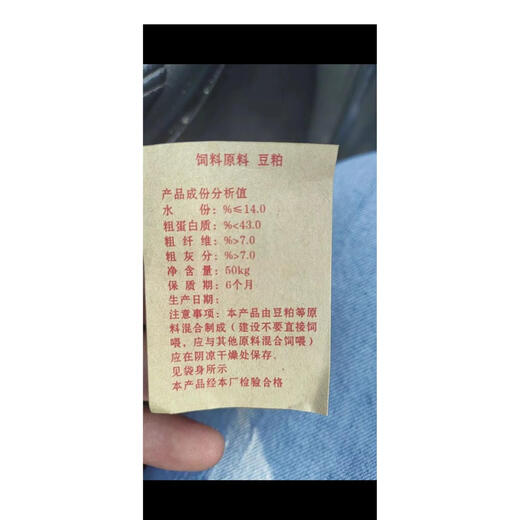 饲料原料 豆粕
产品成份分析值
水 份：%≤14.0
粗蛋白质：%<43.0
粗 纤 维：%>7.0
粗 灰 分：%>7.0
净 含 量：50kg
保 质 期：6个月
生产日期：
注意事项：本产品由豆粕等原
料混合制成（建设不要直接饲
喂，应与其他原料混合饲喂）
应在阴凉干燥处保存。
见袋身所示
本产品经本厂检验合格